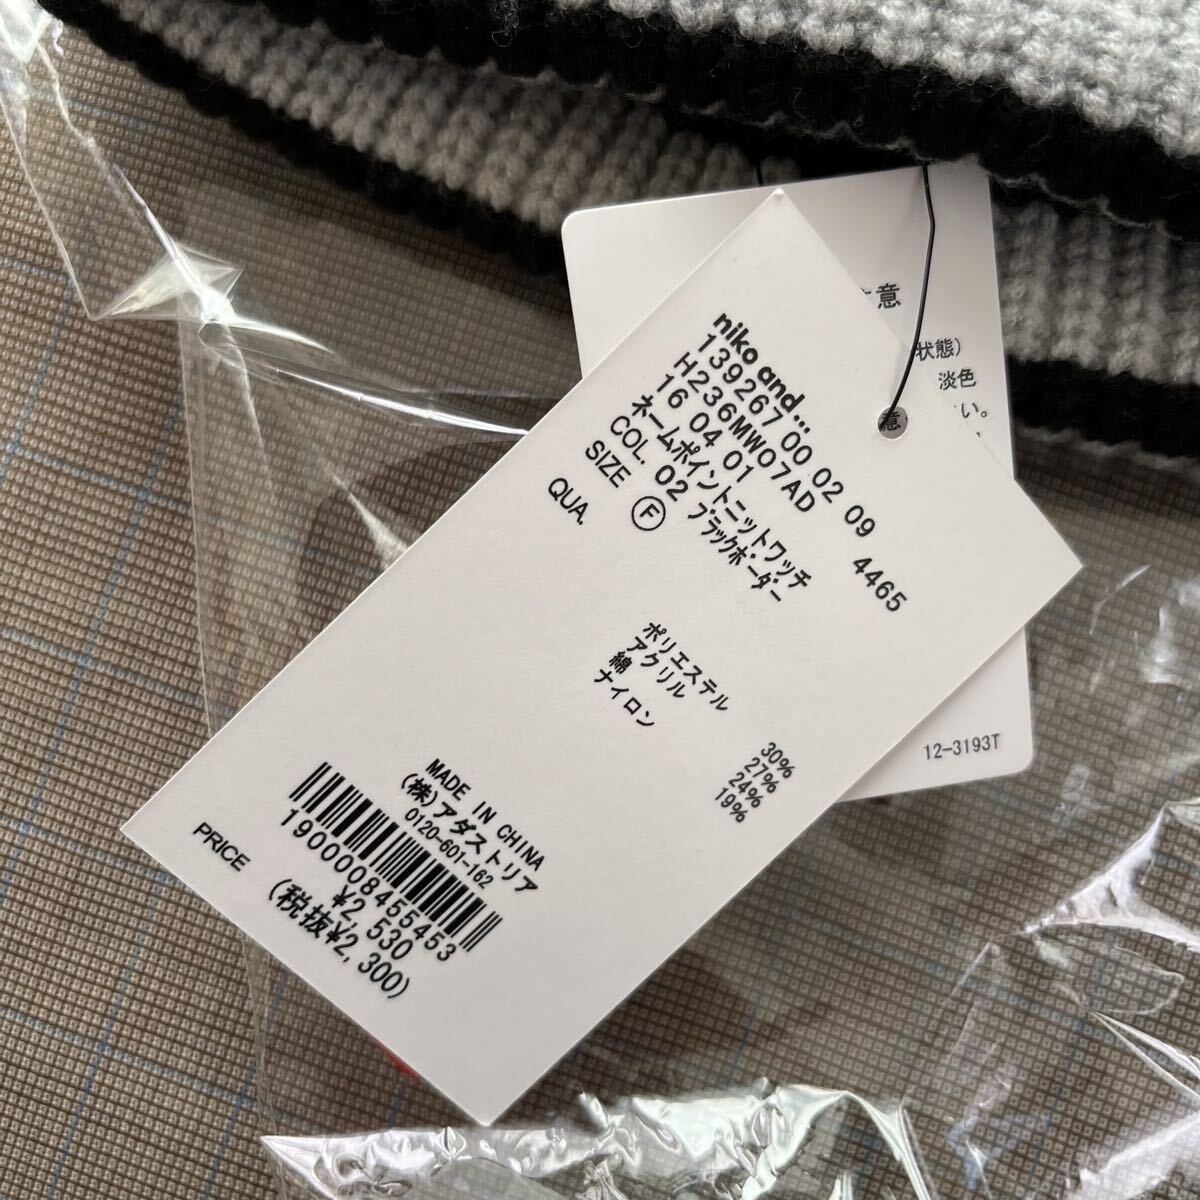 niko and...
139267 00 02 09
H236MW07AD 4465
16 04 01
ネームポイントニットワッチ
COL. 02 ブラックボーダー
SIZE F
QUA.
ポリエステル 30%
アクリル 27%
綿 24%
ナイロン 19%
MADE IN CHINA
(株)アダストリア
0120-601-162
1900008455453
PRICE ¥2,530
(税抜¥2,300)
意
状態)
淡色
い。
意
12-3193T